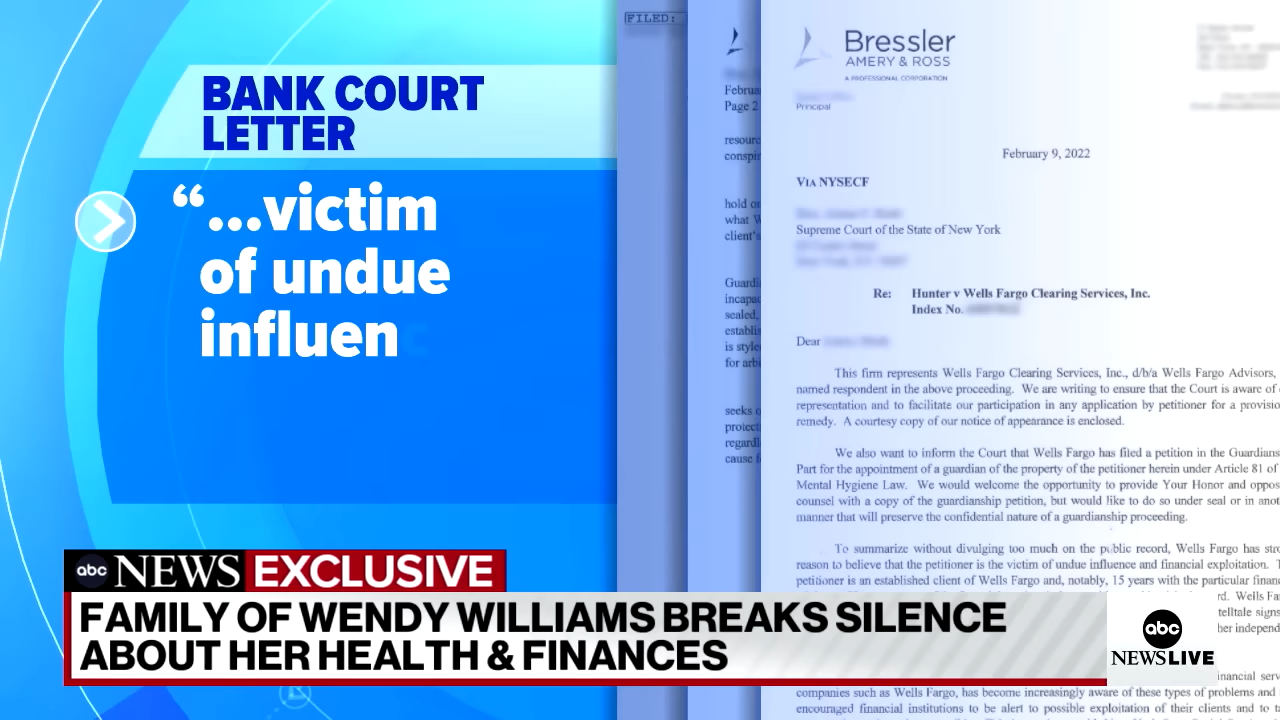 BANK COURT
LETTER
“...victim
of undue
influen
FILED:
Februa
Page 2
resourc
conspir
hold or
what W
client's
Guardi
incapac
sealed,
establis
is style
for arbi
seeks o
protect
regardl
cause fo
Bressler
AMERY & ROSS
A PROFESSIONAL CORPORATION
Principal
February 9, 2022
VIA NYSECF
Supreme Court of the State of New York
Re: Hunter v Wells Fargo Clearing Services, Inc.
Index No.
Dear
This firm represents Wells Fargo Clearing Services, Inc., d/b/a Wells Fargo Advisors,
named respondent in the above proceeding. We are writing to ensure that the Court is aware of
representation and to facilitate our participation in any application by petitioner for a provisio
remedy. A courtesy copy of our notice of appearance is enclosed.
We also want to inform the Court that Wells Fargo has filed a petition in the Guardians
Part for the appointment of a guardian of the property of the petitioner herein under Article 81 of
Mental Hygiene Law. We would welcome the opportunity to provide Your Honor and oppos
counsel with a copy of the guardianship petition, but would like to do so under seal or in anot
manner that will preserve the confidential nature of a guardianship proceeding.
To summarize without divulging too much on the public record, Wells Fargo has stro
reason to believe that the petitioner is the victim of undue influence and financial exploitation. T
petitioner is an established client of Wells Fargo and, notably, 15 years with the particular financ
rd. Wells Fa
telltale signs
her independ
inancial serv
companies such as Wells Fargo, has become increasingly aware of these types of problems and
encouraged financial institutions to be alert to possible exploitation of their clients and to ta
abc NEWS EXCLUSIVE
FAMILY OF WENDY WILLIAMS BREAKS SILENCE
ABOUT HER HEALTH & FINANCES
abc
NEWS LIVE